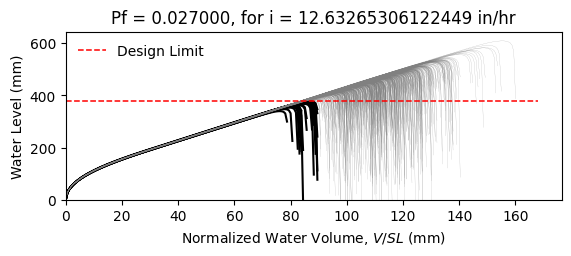 Pf = 0.027000, for i = 12.63265306122449 in/hr
Water Level (mm)
600
400
200
0
Design Limit
0 20 40 60 80 100 120 140 160
Normalized Water Volume, V/SL (mm)